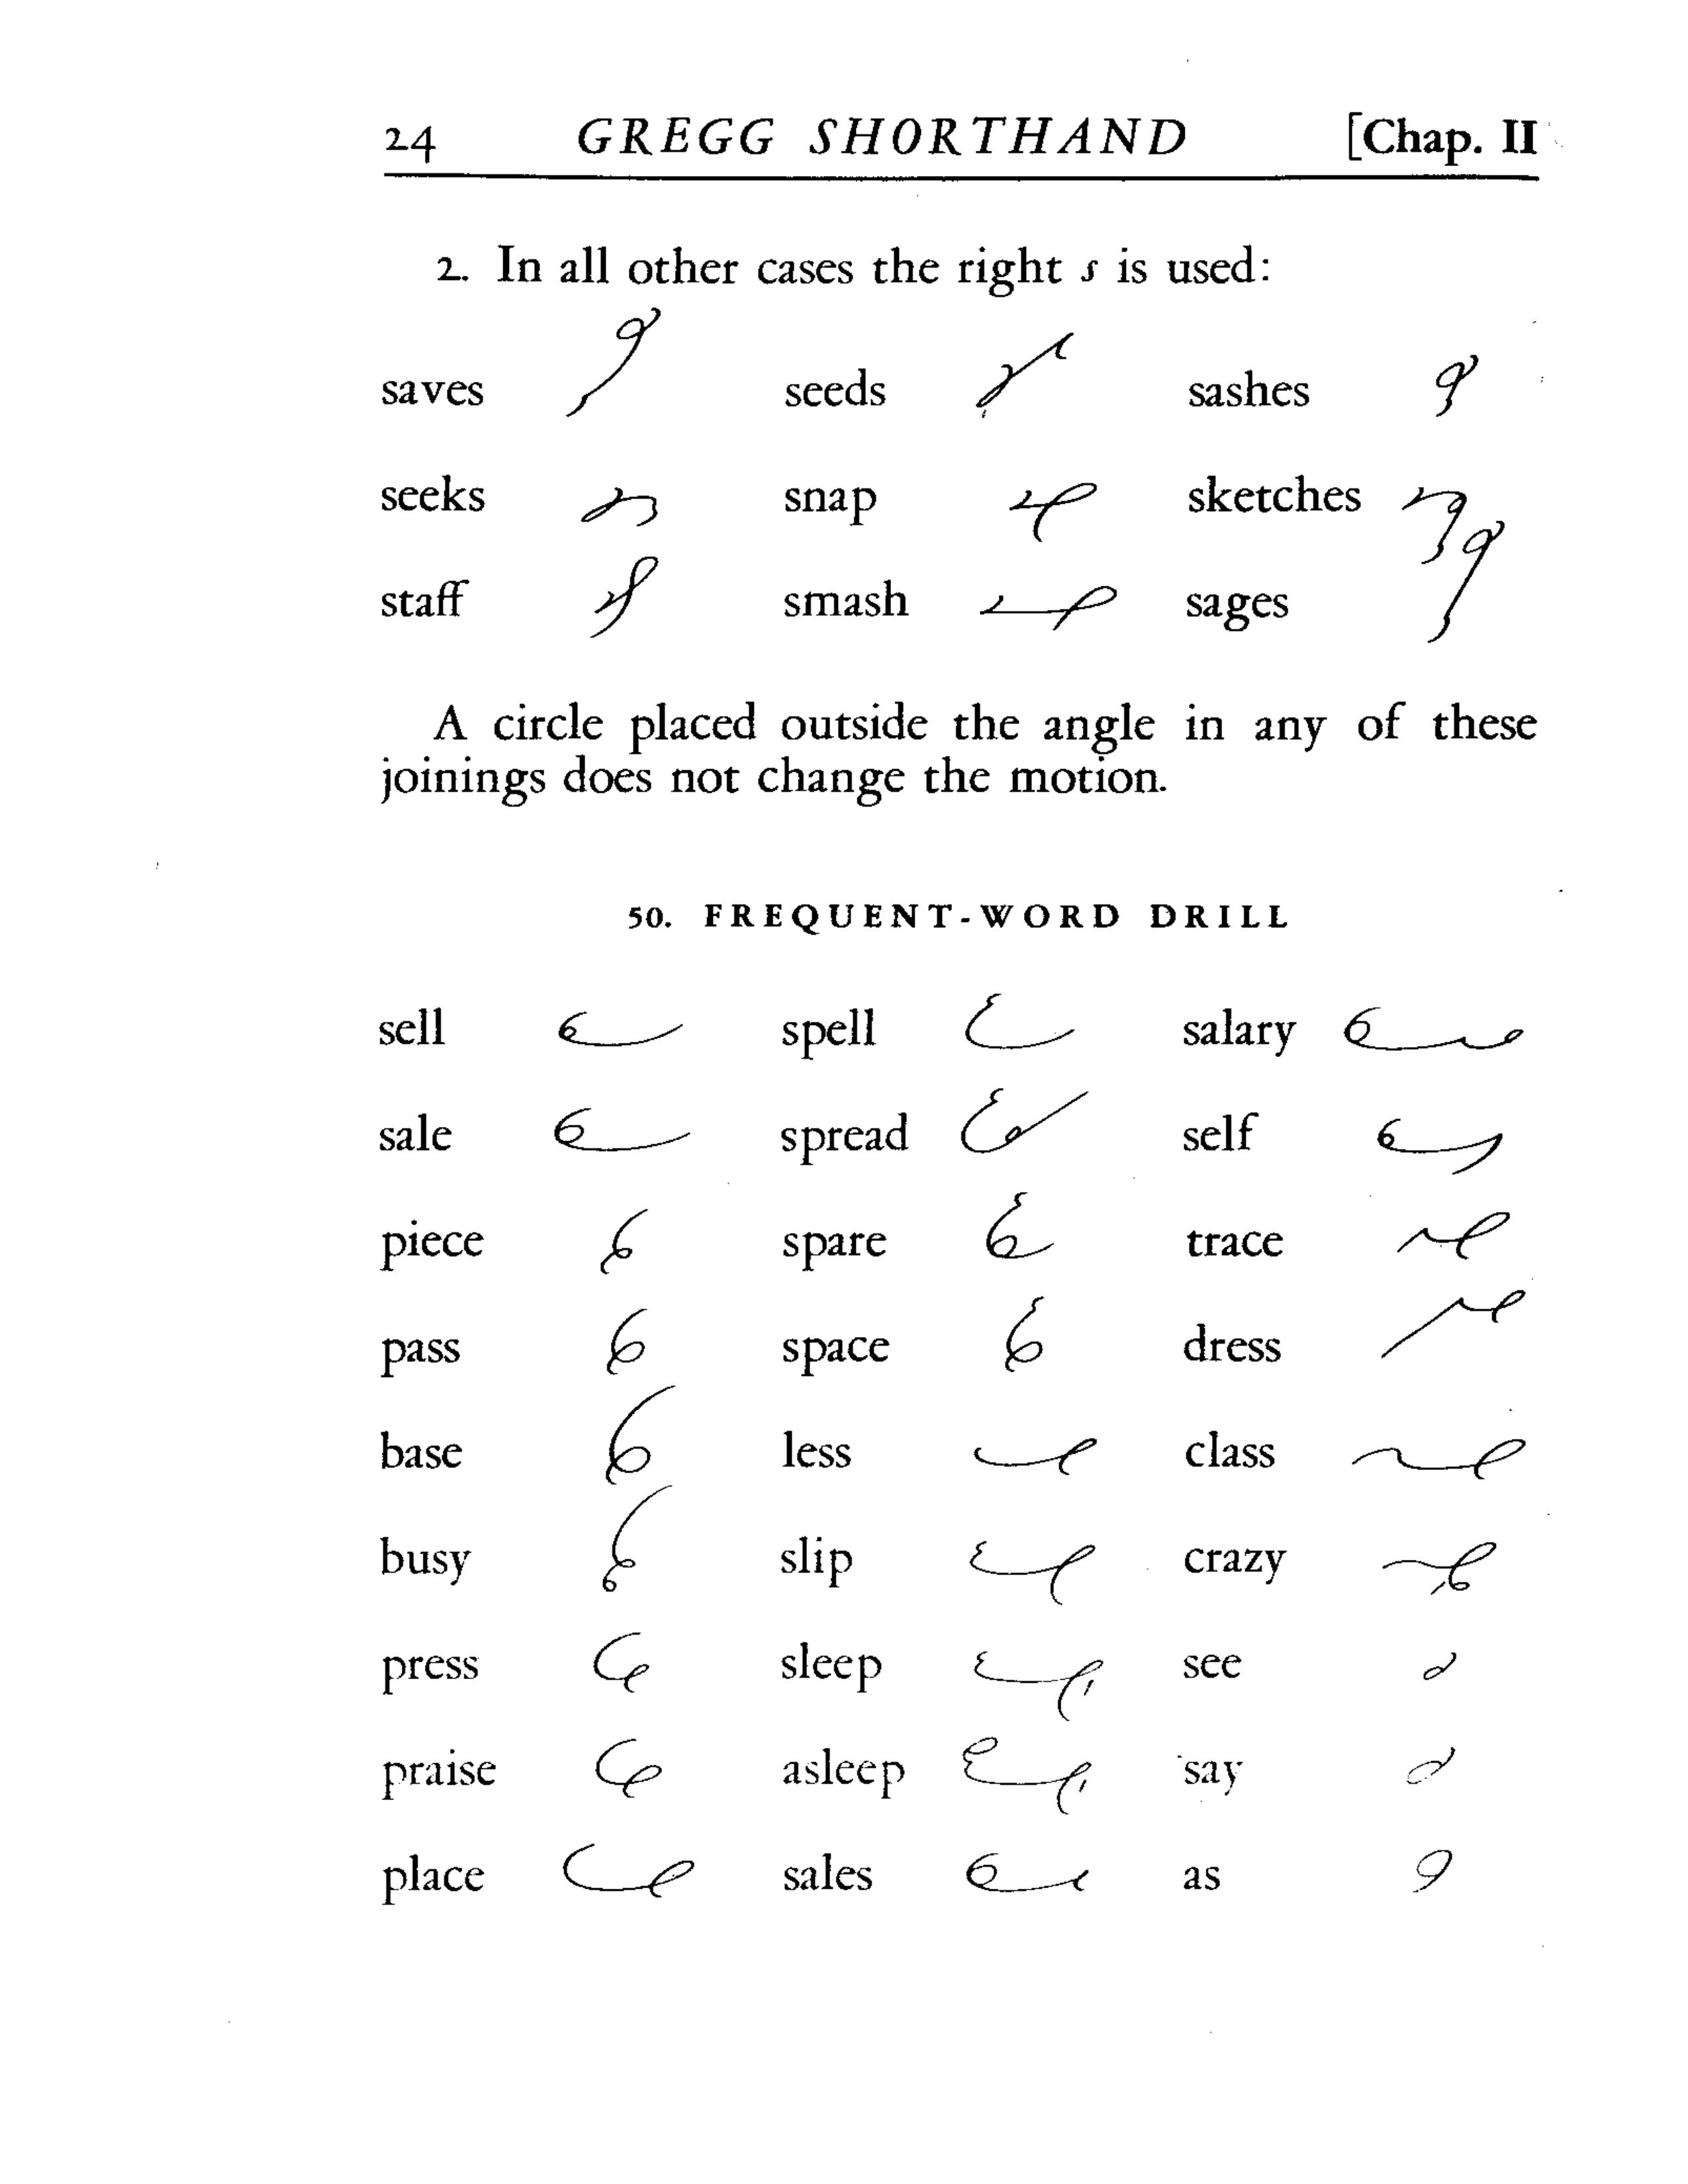 24 GREGG SHORTHAND [Chap. II
2. In all other cases the right s is used:
saves seeds sashes
seeks snap sketches
staff smash sages
A circle placed outside the angle in any of these
joinings does not change the motion.
50. FREQUENT-WORD DRILL
sell spell salary
sale spread self
piece spare trace
pass space dress
base less class
busy slip crazy
press sleep see
praise asleep say
place sales as